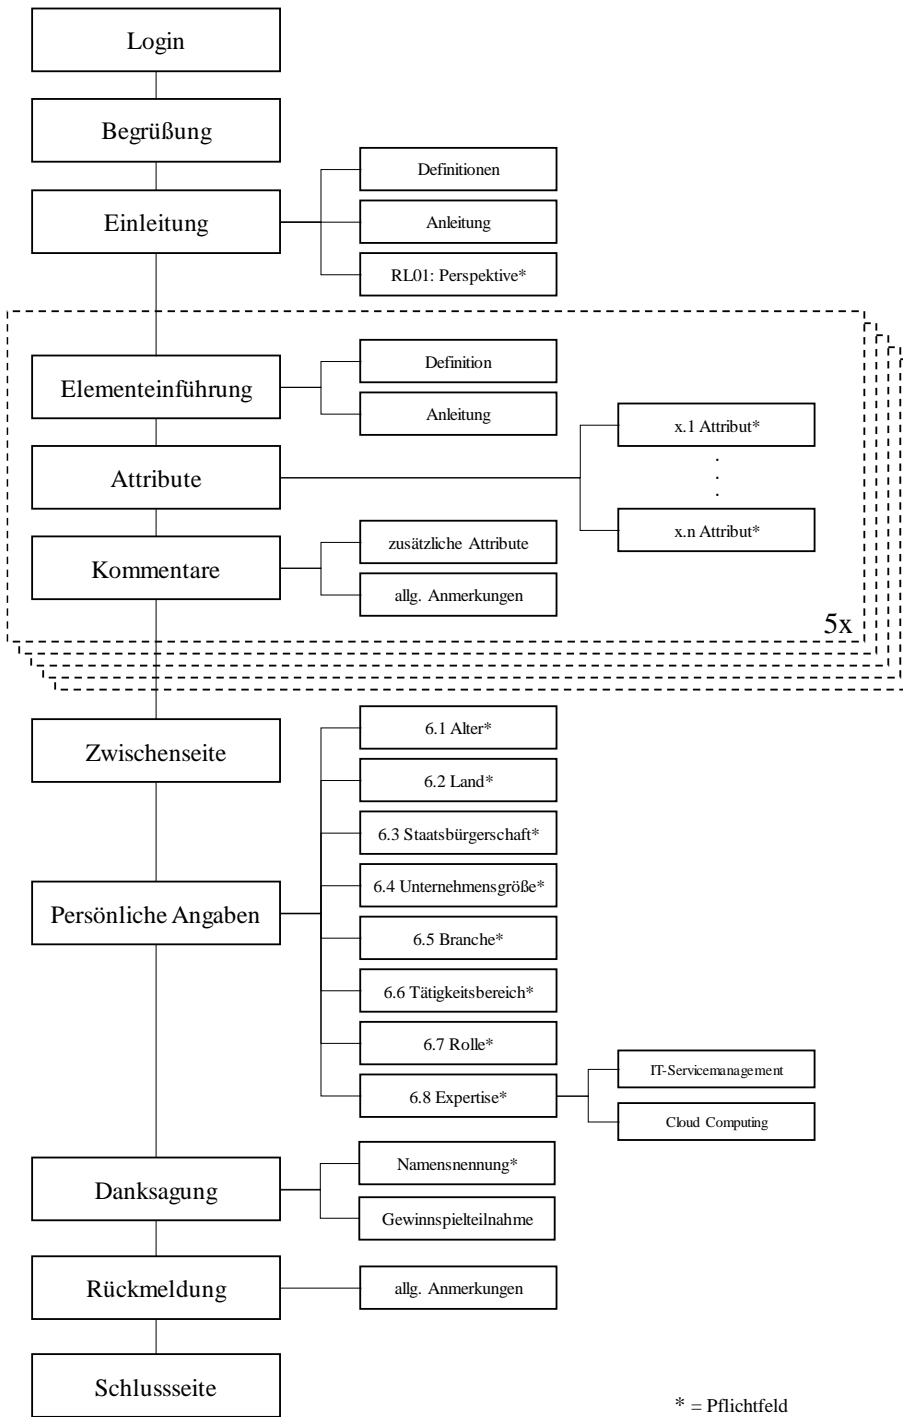 Login
Begrüßung
Einleitung
Definitionen
Anleitung
RL01: Perspektive*
Elementeinführung
Definition
Anleitung
Attribute
x.1 Attribut*
.
.
.
x.n Attribut*
Kommentare
zusätzliche Attribute
allg. Anmerkungen
5x
Zwischenseite
Persönliche Angaben
6.1 Alter*
6.2 Land*
6.3 Staatsbürgerschaft*
6.4 Unternehmensgröße*
6.5 Branche*
6.6 Tätigkeitsbereich*
6.7 Rolle*
6.8 Expertise*
IT-Servicemanagement
Cloud Computing
Danksagung
Namensnennung*
Gewinnspielteilnahme
Rückmeldung
allg. Anmerkungen
Schlussseite
* = Pflichtfeld